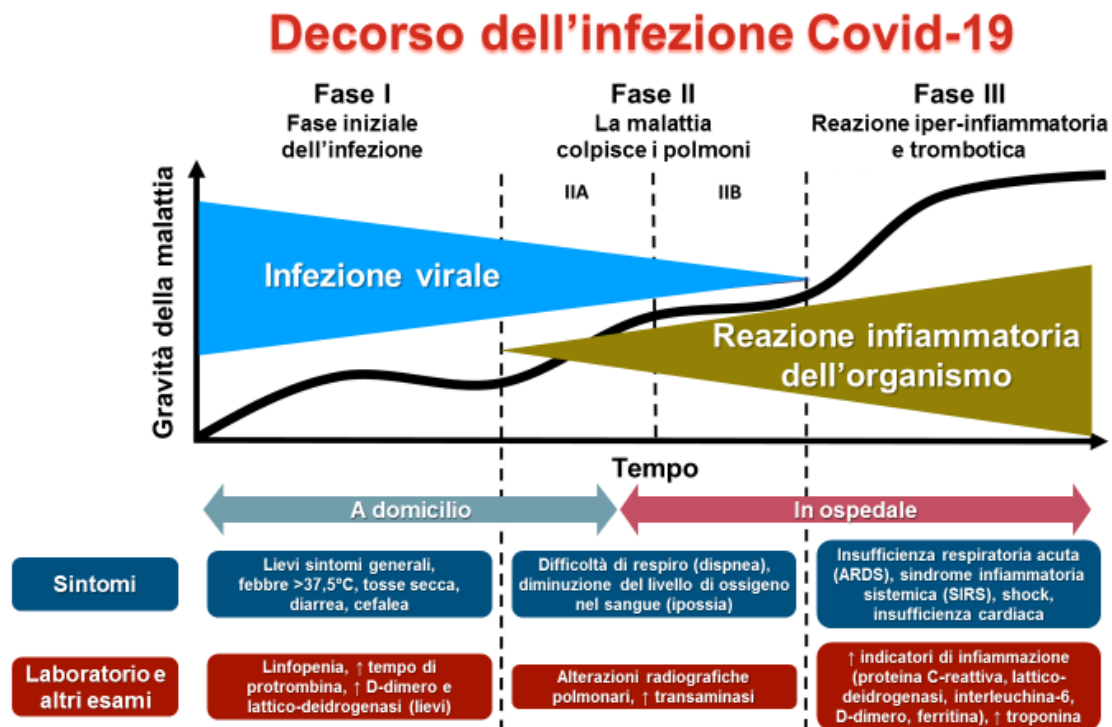 Decorso dell'infezione Covid-19
Fase I
Fase iniziale
dell'infezione
Fase II
La malattia
colpisce i polmoni
Fase III
Reazione iper-infiammatoria
e trombotica
IIA
IIB
Gravità della malattia
Infezione virale
Reazione infiammatoria
dell'organismo
Tempo
A domicilio
In ospedale
Sintomi
Lievi sintomi generali,
febbre >37,5°C, tosse secca,
diarrea, cefalea
Difficoltà di respiro (dispnea),
diminuzione del livello di ossigeno
nel sangue (ipossia)
Insufficienza respiratoria acuta
(ARDS), sindrome infiammatoria
sistemica (SIRS), shock,
insufficienza cardiaca
Laboratorio e
altri esami
Linfopenia, ↑ tempo di
protrombina, ↑ D-dimero e
lattico-deidrogenasi (lievi)
Alterazioni radiografiche
polmonari, ↑ transaminasi
↑ indicatori di infiammazione
(proteina C-reattiva, lattico-
deidrogenasi, interleuchina-6,
D-dimero, ferritina), ↑ troponina